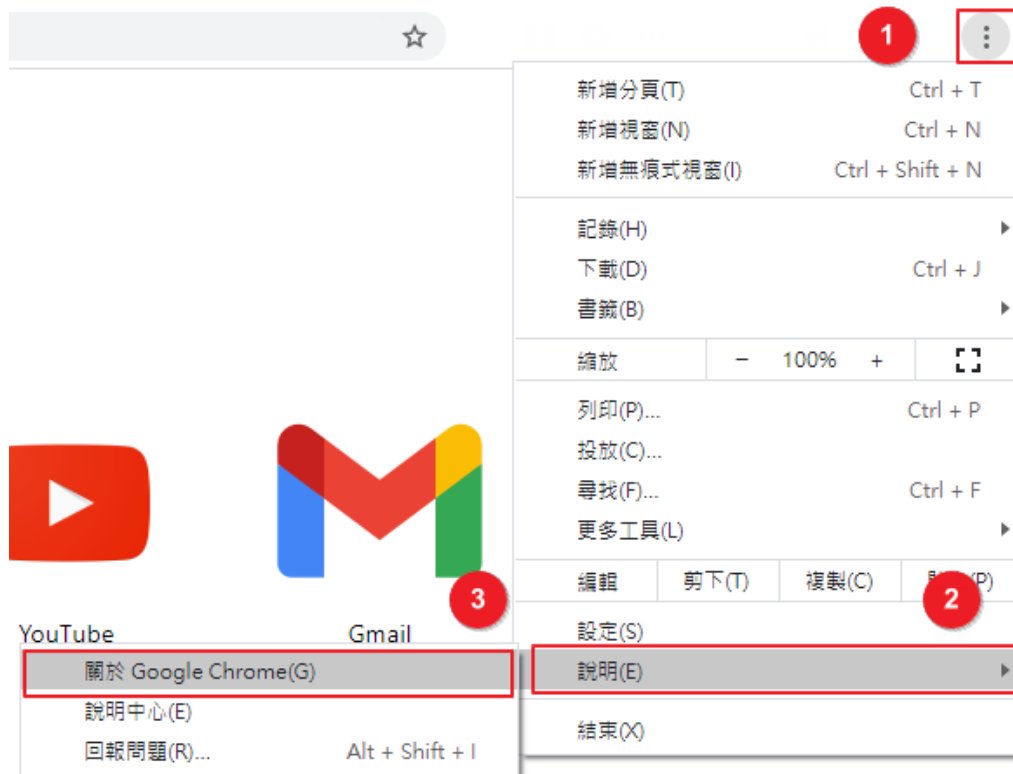 1
新增分頁(T) Ctrl + T
新增視窗(N) Ctrl + N
新增無痕式視窗(I) Ctrl + Shift + N
記錄(H)
下載(D) Ctrl + J
書籤(B)
縮放 − 100% +
列印(P)... Ctrl + P
投放(C)...
尋找(F)... Ctrl + F
更多工具(L)
編輯 剪下(T) 複製(C) (P)
2
3
YouTube Gmail
設定(S)
說明(E)
關於 Google Chrome(G)
說明中心(E)
回報問題(R)... Alt + Shift + I
結束(X)